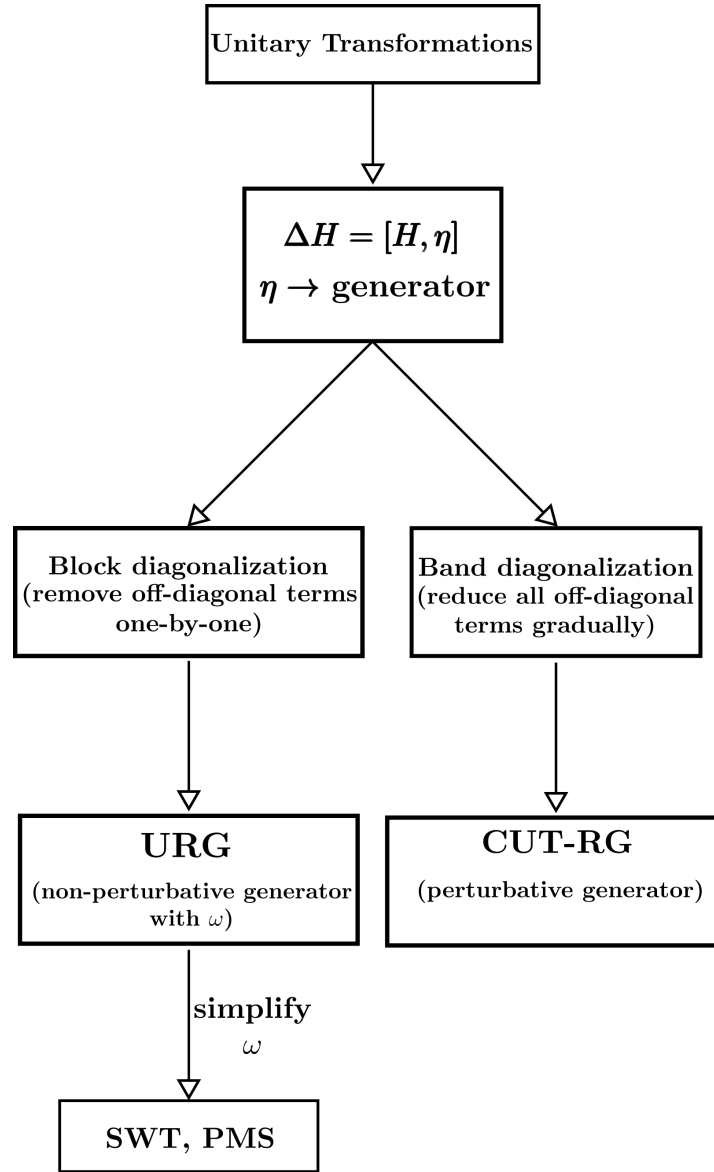 Unitary Transformations
ΔH = [H, η]
η → generator
Block diagonalization
(remove off-diagonal terms
one-by-one)
Band diagonalization
(reduce all off-diagonal
terms gradually)
URG
(non-perturbative generator
with ω)
CUT-RG
(perturbative generator)
simplify
ω
SWT, PMS